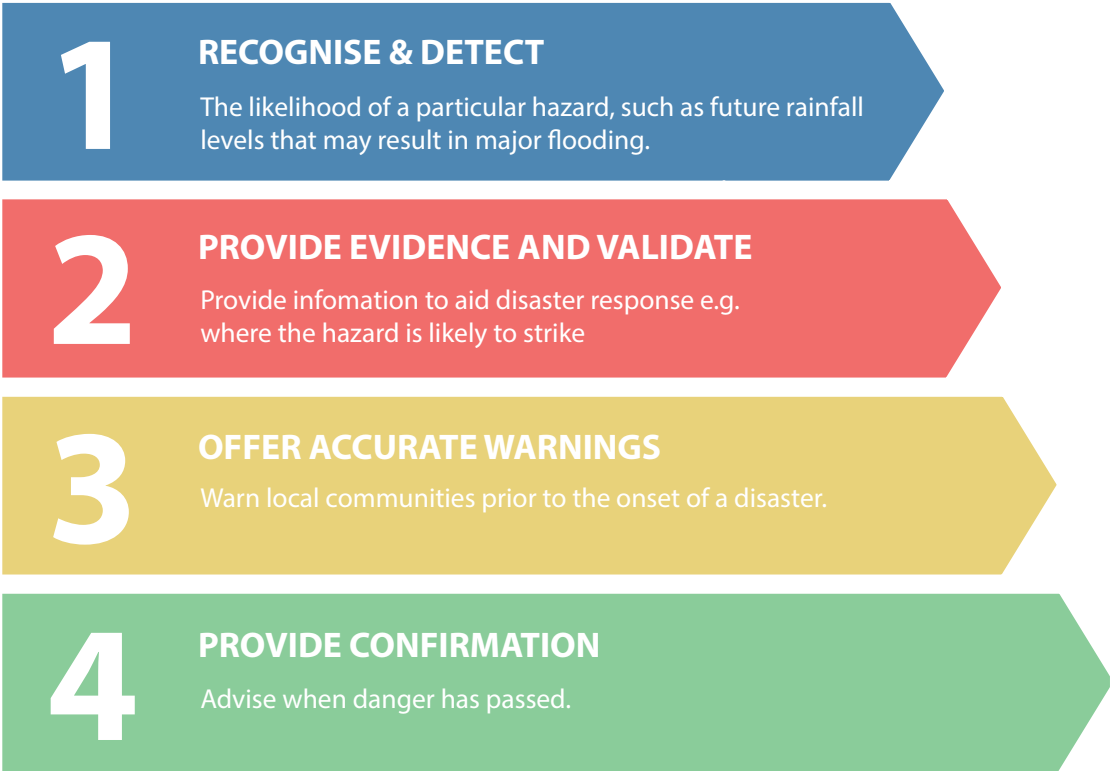 1
RECOGNISE & DETECT
The likelihood of a particular hazard, such as future rainfall
levels that may result in major flooding.
2
PROVIDE EVIDENCE AND VALIDATE
Provide infomation to aid disaster response e.g.
where the hazard is likely to strike
3
OFFER ACCURATE WARNINGS
Warn local communities prior to the onset of a disaster.
4
PROVIDE CONFIRMATION
Advise when danger has passed.